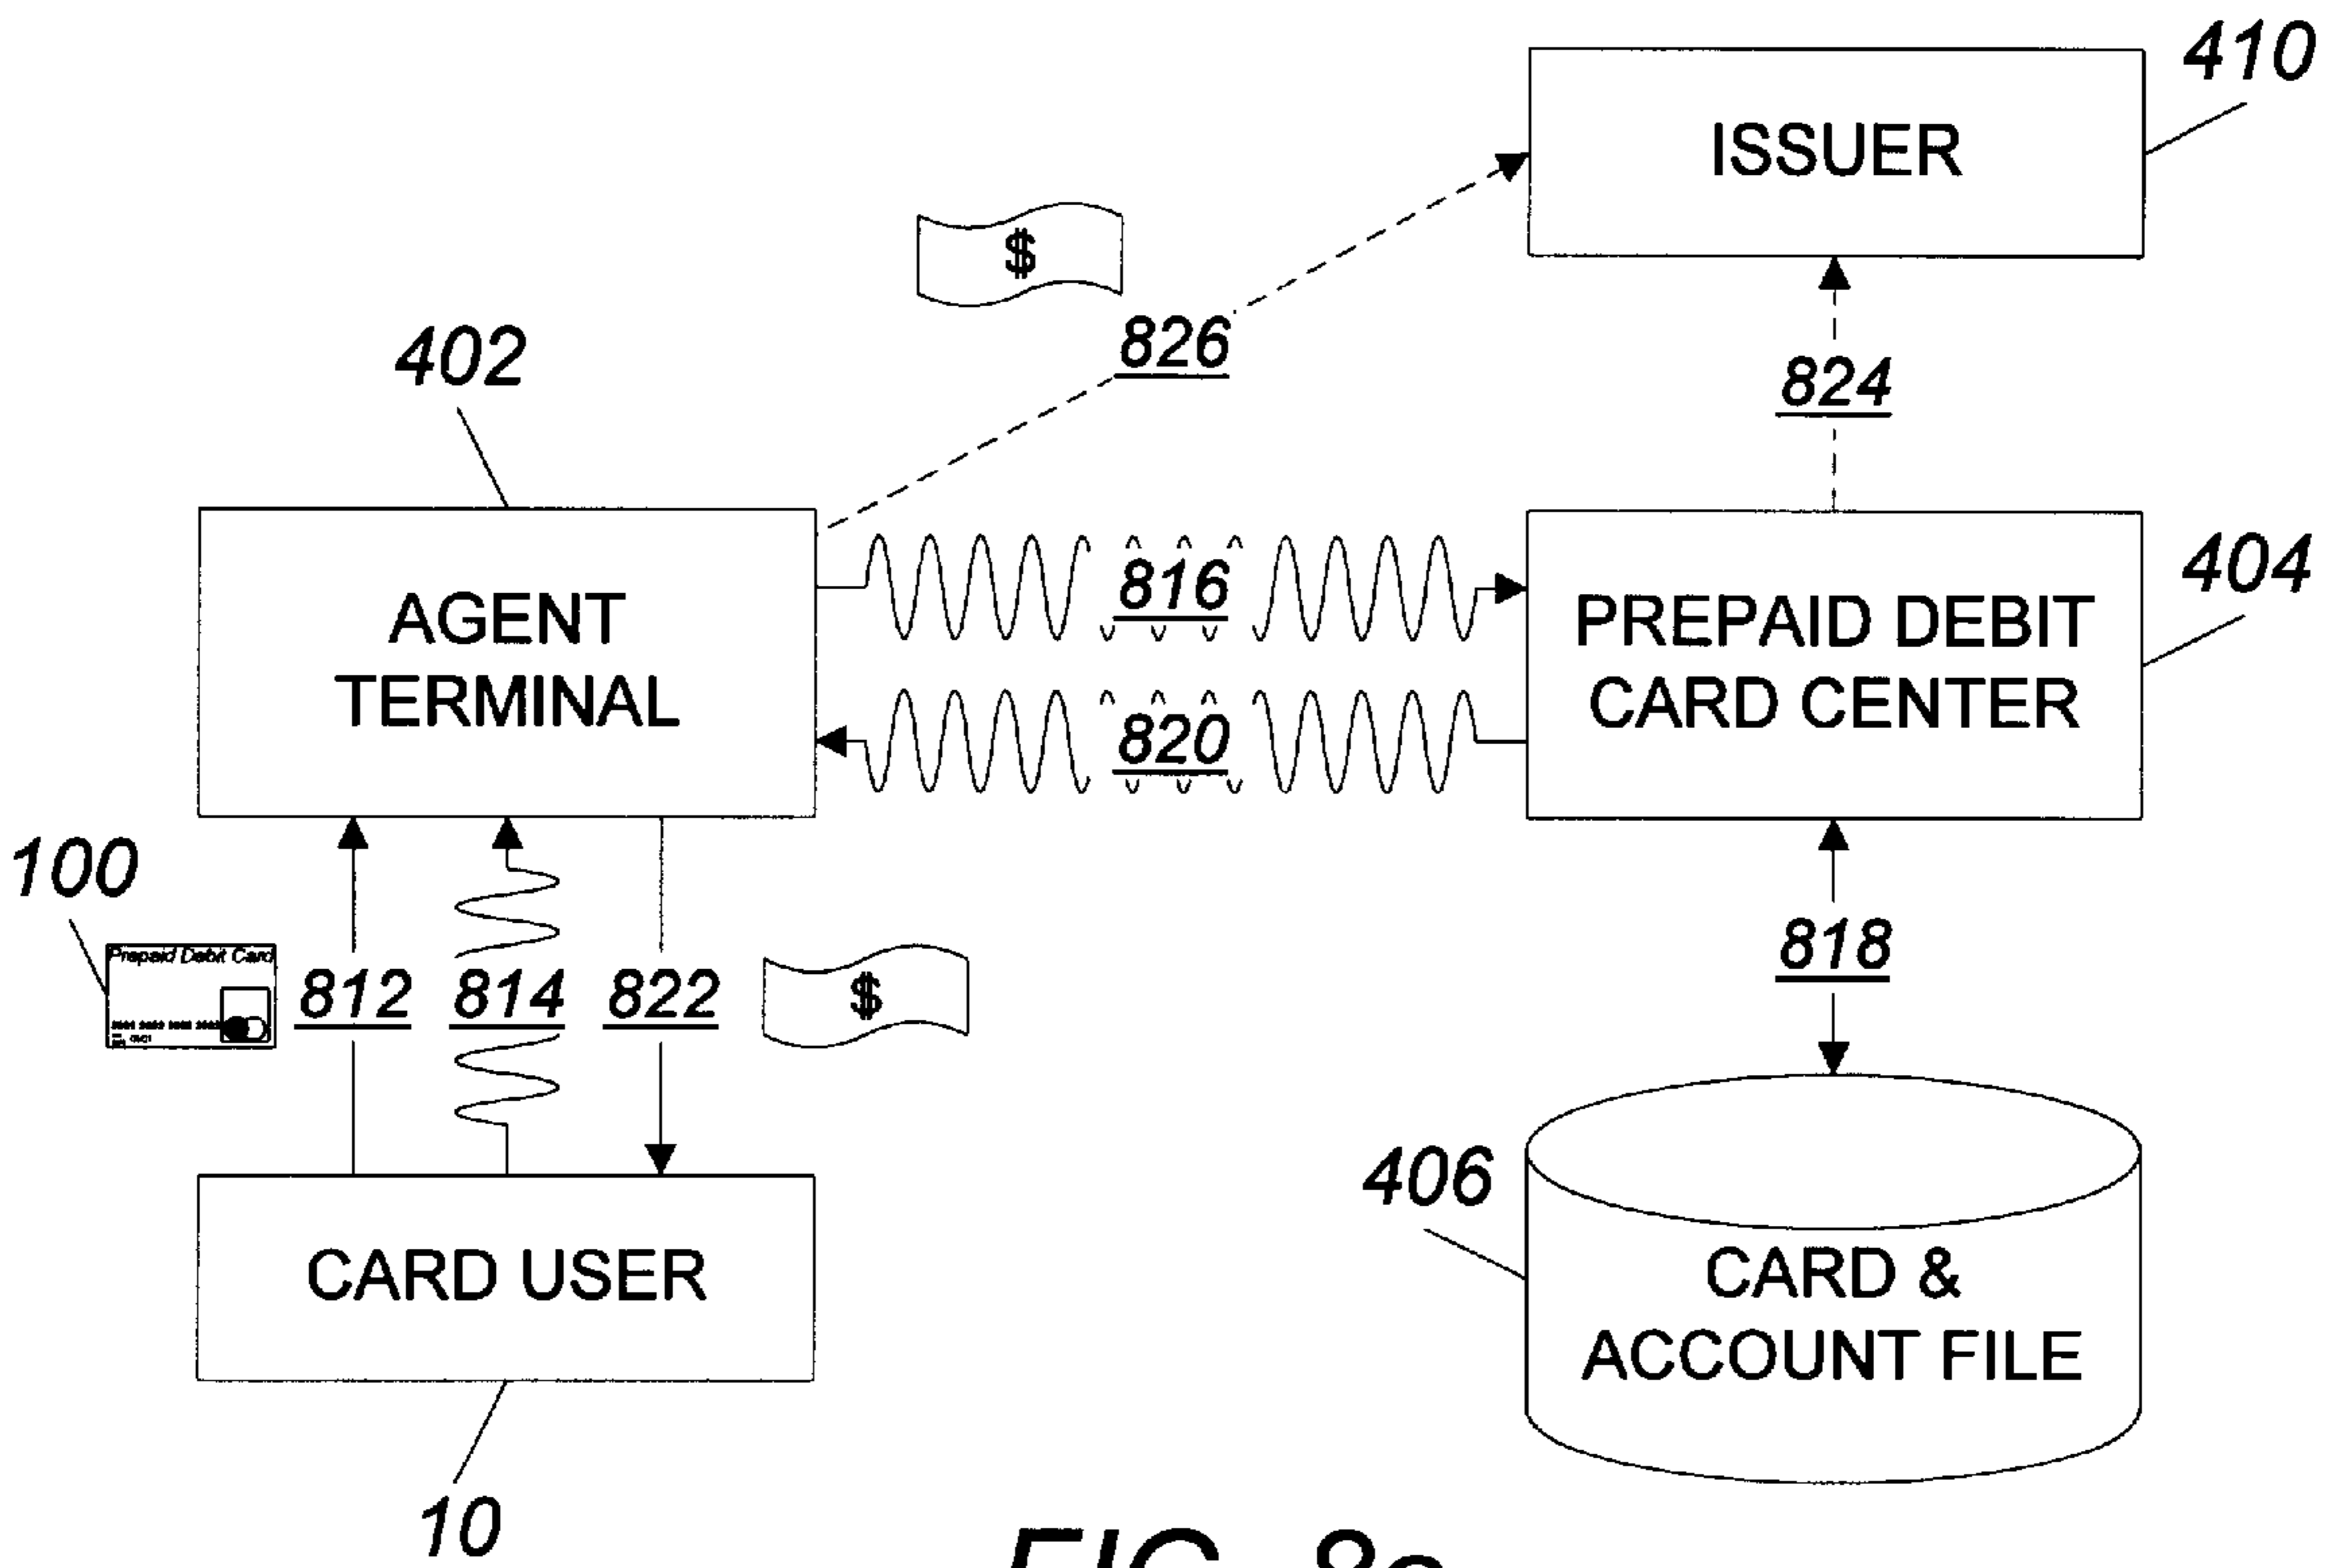 410
ISSUER
$
826
402
824
816
404
AGENT
TERMINAL
PREPAID DEBIT
CARD CENTER
820
100
Prepaid Debit Card
812
814
822
$
818
406
CARD USER
CARD &
ACCOUNT FILE
10